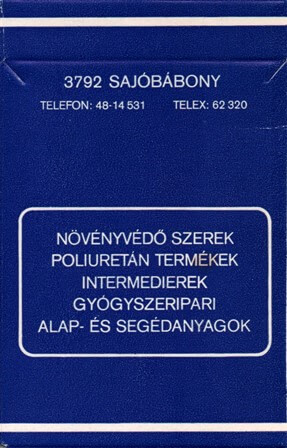 3792 SAJÓBÁBONY
TELEFON: 48-14 531 TELEX: 62 320
NÖVÉNYVÉDŐ SZEREK
POLIURETÁN TERMÉKEK
INTERMEDIEREK
GYÓGYSZERIPARI
ALAP- ÉS SEGÉDANYAGOK